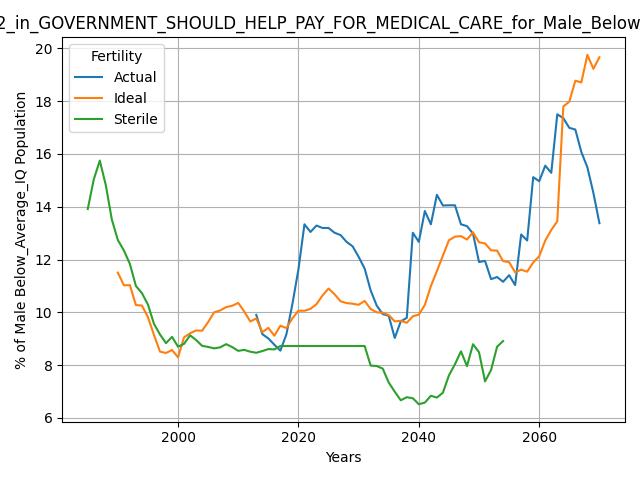 2_in_GOVERNMENT_SHOULD_HELP_PAY_FOR_MEDICAL_CARE_for_Male_Below
% of Male Below_Average_IQ Population
20
18
16
14
12
10
8
6
Fertility
Actual
Ideal
Sterile
2000
2020
2040
2060
Years